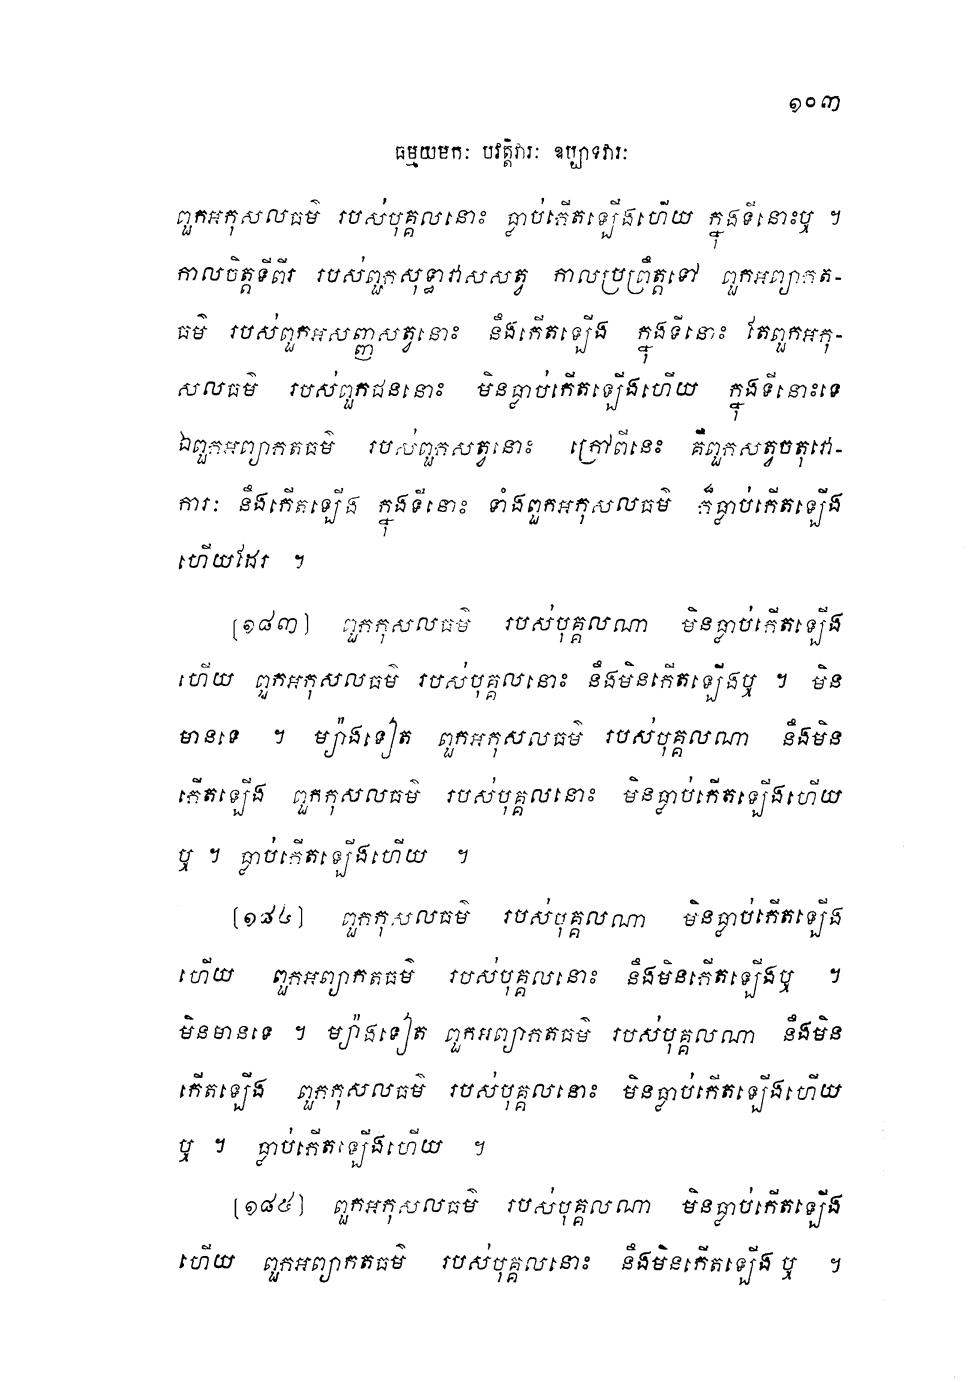 ១០៣
ធម្មយមកៈ បវត្តិវារៈ ឧប្បាទវារៈ
ពួកអកុសលធម៌ របស់បុគ្គលនោះ ធ្លាប់កើតឡើងហើយ ក្នុងទីនោះឬ ។
កាលចិត្តទីពីរ របស់ពួកសុទ្ធាវាសសត្វ កាលប្រព្រឹត្តទៅ ពួកអព្យាកត-
ធម៌ របស់ពួកអសញ្ញសត្វនោះ នឹងកើតឡើង ក្នុងទីនោះ តែពួកអកុ-
សលធម៌ របស់ពួកជននោះ មិនធ្លាប់កើតឡើងហើយ ក្នុងទីនោះទេ
ឯពួកអព្យាកតធម៌ របស់ពួកសត្វនោះ ក្រៅពីនេះ គឺពួកសត្វចតុវោ-
ការៈ នឹងកើតឡើង ក្នុងទីនោះ ទាំងពួកអកុសលធម៌ ក៏ធ្លាប់កើតឡើង
ហើយដែរ ។
[១៨៣] ពួកកុសលធម៌ របស់បុគ្គលណា មិនធ្លាប់កើតឡើង
ហើយ ពួកអកុសលធម៌ របស់បុគ្គលនោះ នឹងមិនកើតឡើងឬ ។ មិន
មានទេ ។ ម្យ៉ាងទៀត ពួកអកុសលធម៌ របស់បុគ្គលណា នឹងមិន
កើតឡើង ពួកកុសលធម៌ របស់បុគ្គលនោះ មិនធ្លាប់កើតឡើងហើយ
ឬ ។ ធ្លាប់កើតឡើងហើយ ។
[១៨៤] ពួកកុសលធម៌ របស់បុគ្គលណា មិនធ្លាប់កើតឡើង
ហើយ ពួកអព្យាកតធម៌ របស់បុគ្គលនោះ នឹងមិនកើតឡើងឬ ។
មិនមានទេ ។ ម្យ៉ាងទៀត ពួកអព្យាកតធម៌ របស់បុគ្គលណា នឹងមិន
កើតឡើង ពួកកុសលធម៌ របស់បុគ្គលនោះ មិនធ្លាប់កើតឡើងហើយ
ឬ ។ ធ្លាប់កើតឡើងហើយ ។
[១៨៥] ពួកអកុសលធម៌ របស់បុគ្គលណា មិនធ្លាប់កើតឡើង
ហើយ ពួកអព្យាកតធម៌ របស់បុគ្គលនោះ នឹងមិនកើតឡើង ឬ ។